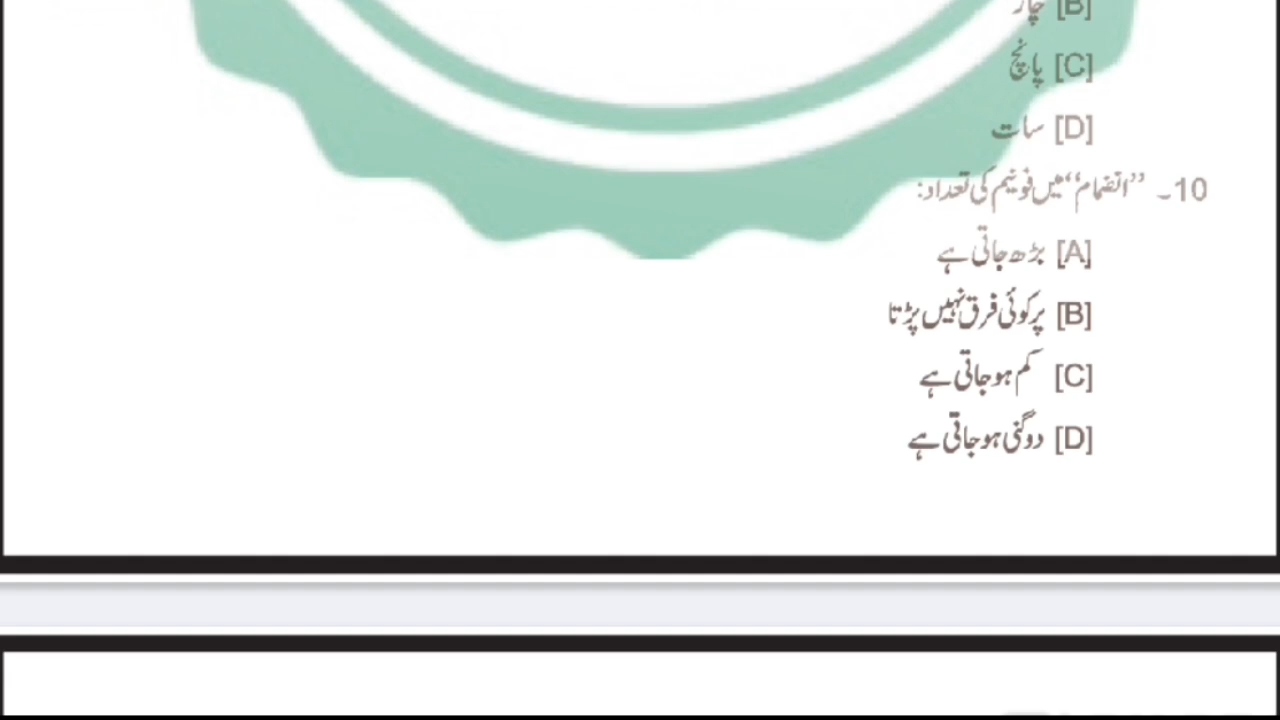 [B] چار
[C] پانچ
[D] سات
10۔ ”انضمام“ میں فونیم کی تعداد:
[A] بڑھ جاتی ہے
[B] پر کوئی فرق نہیں پڑتا
[C] کم ہو جاتی ہے
[D] دوگنی ہو جاتی ہے